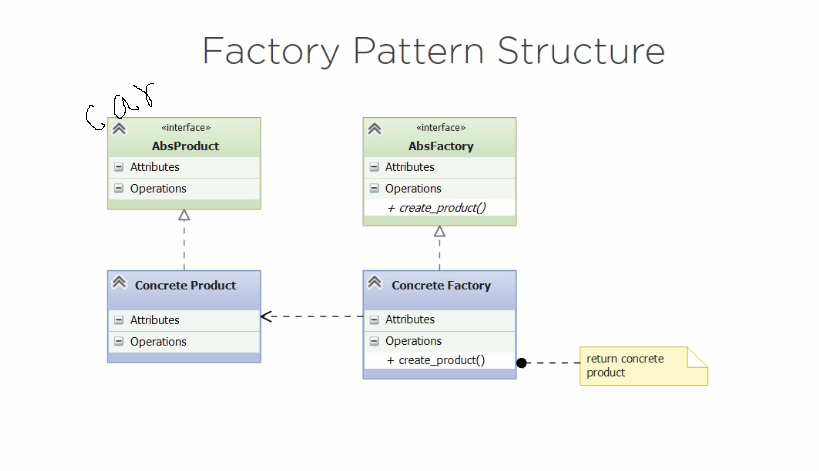 Factory Pattern Structure
car
«interface»
AbsProduct
Attributes
Operations
«interface»
AbsFactory
Attributes
Operations
+ create_product()
Concrete Product
Attributes
Operations
Concrete Factory
Attributes
Operations
+ create_product()
return concrete
product